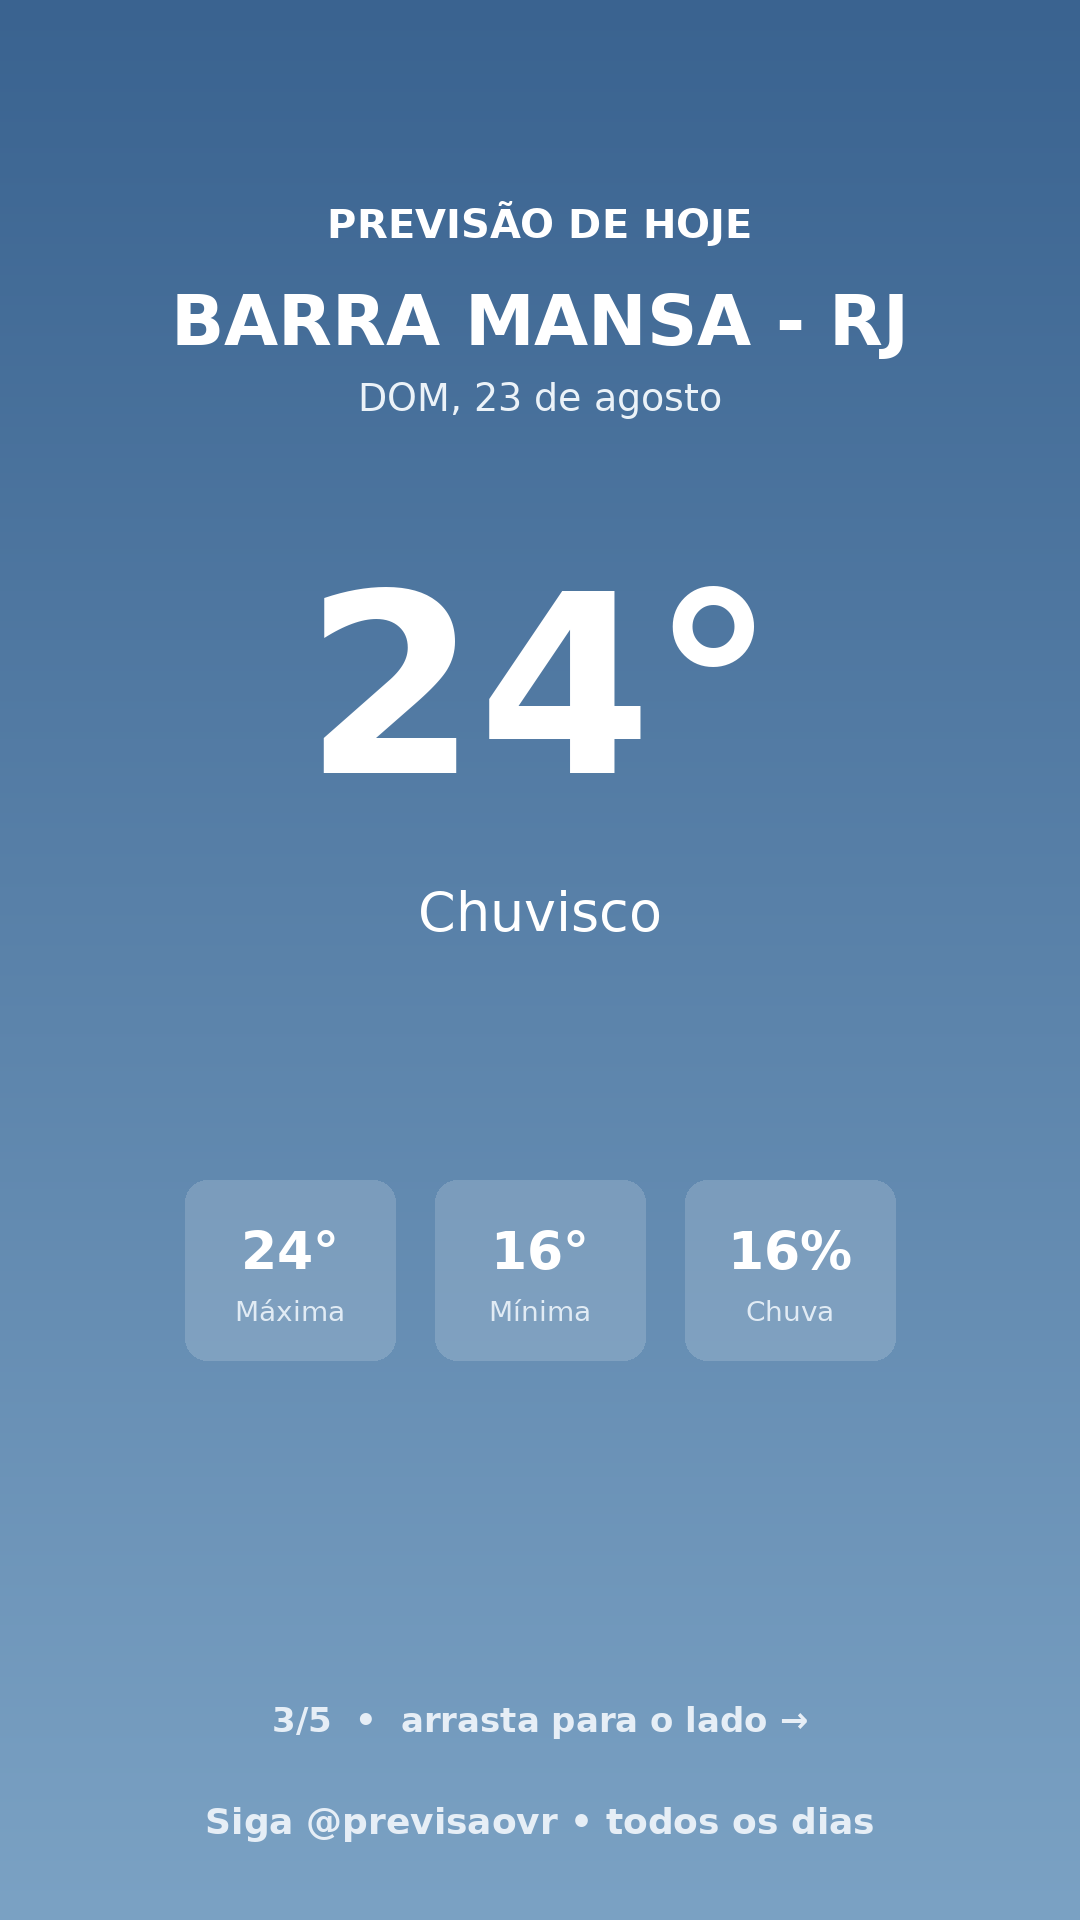 PREVISÃO DE HOJE
BARRA MANSA - RJ
DOM, 23 de agosto
24°
Chuvisco
24°
Máxima
16°
Mínima
16%
Chuva
3/5 • arrasta para o lado →
Siga @previsaovr • todos os dias